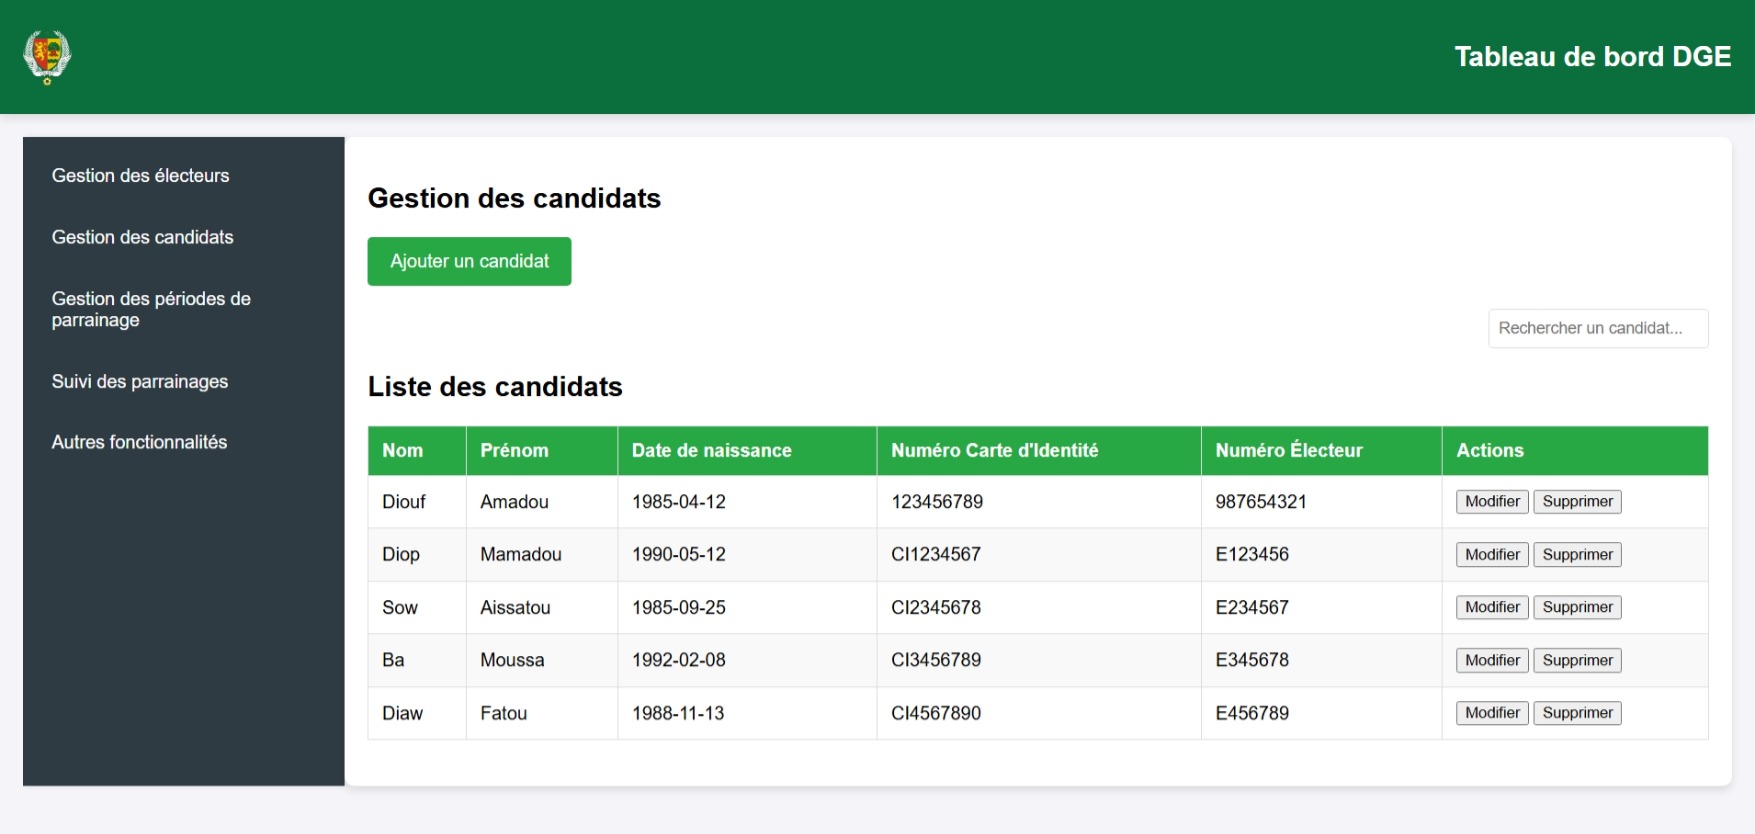 Tableau de bord DGE
Gestion des électeurs
Gestion des candidats
Gestion des périodes de
parrainage
Suivi des parrainages
Autres fonctionnalités
Gestion des candidats
Ajouter un candidat
Rechercher un candidat...
Liste des candidats
Nom Prénom Date de naissance Numéro Carte d'Identité Numéro Électeur Actions
Diouf Amadou 1985-04-12 123456789 987654321 Modifier Supprimer
Diop Mamadou 1990-05-12 CI1234567 E123456 Modifier Supprimer
Sow Aissatou 1985-09-25 CI2345678 E234567 Modifier Supprimer
Ba Moussa 1992-02-08 CI3456789 E345678 Modifier Supprimer
Diaw Fatou 1988-11-13 CI4567890 E456789 Modifier Supprimer